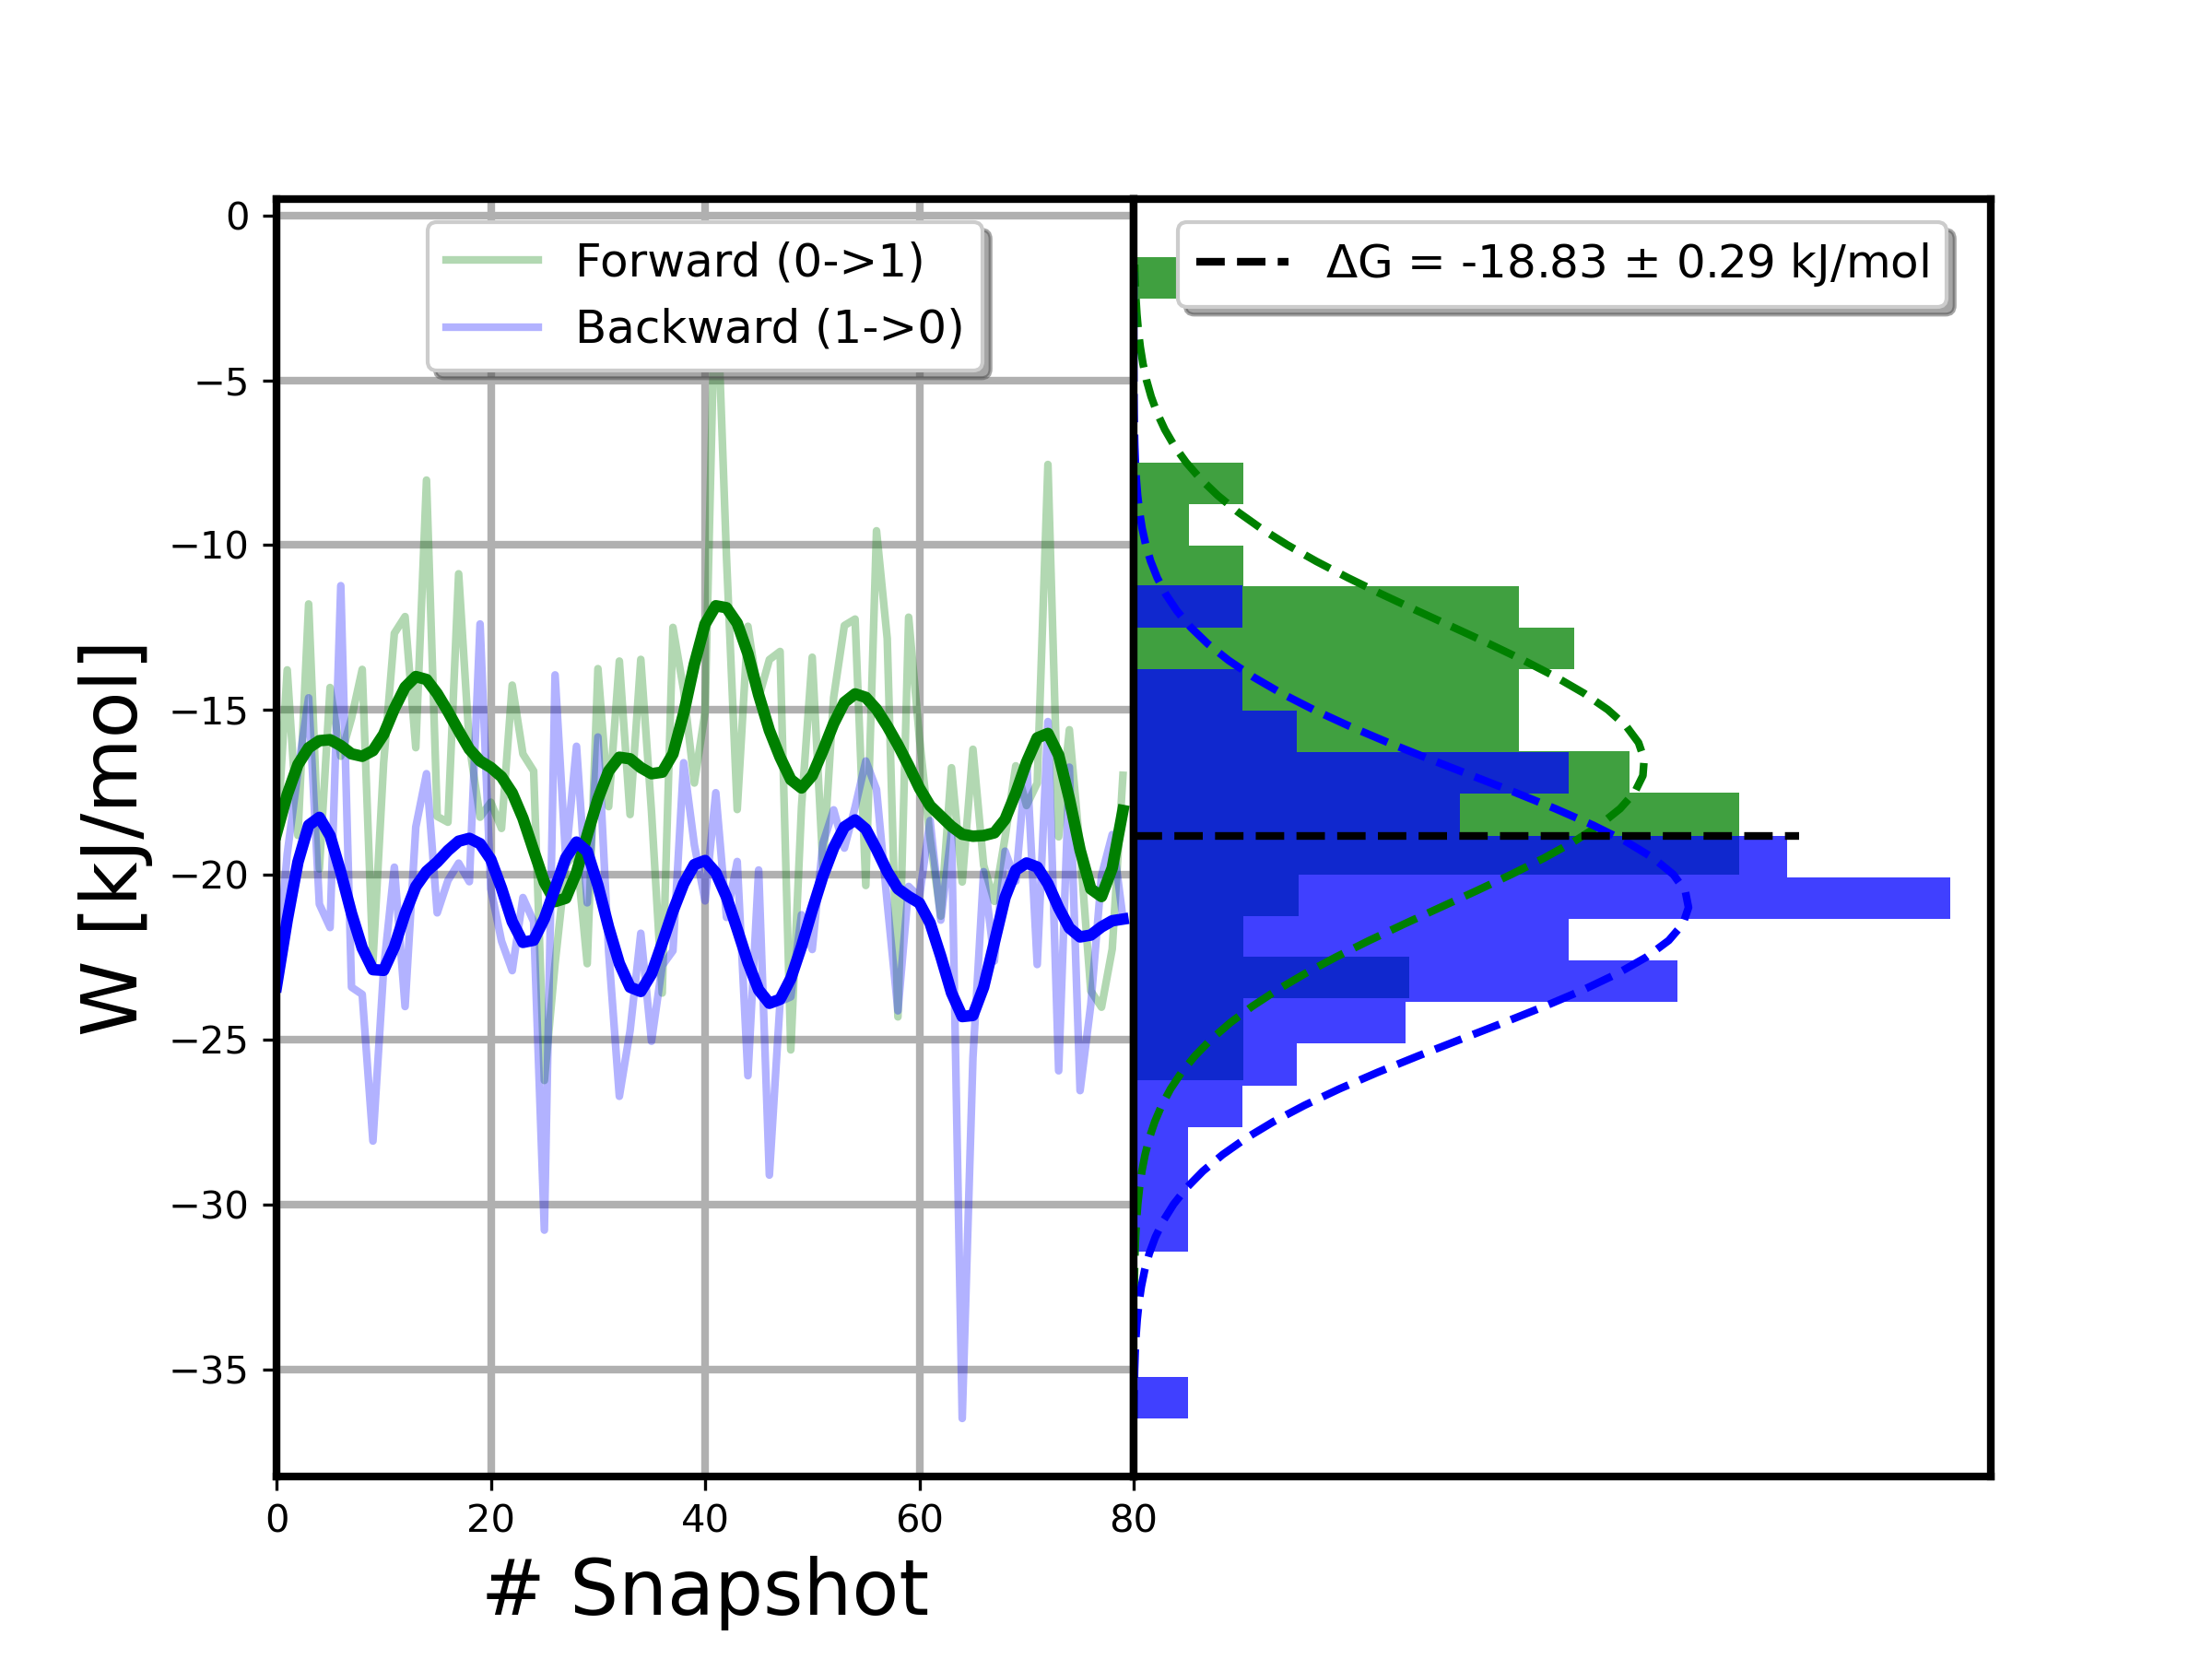 W [kJ/mol]
0
−5
−10
−15
−20
−25
−30
−35
Forward (0->1)
Backward (1->0)
ΔG = -18.83 ± 0.29 kJ/mol
0 20 40 60 80
# Snapshot